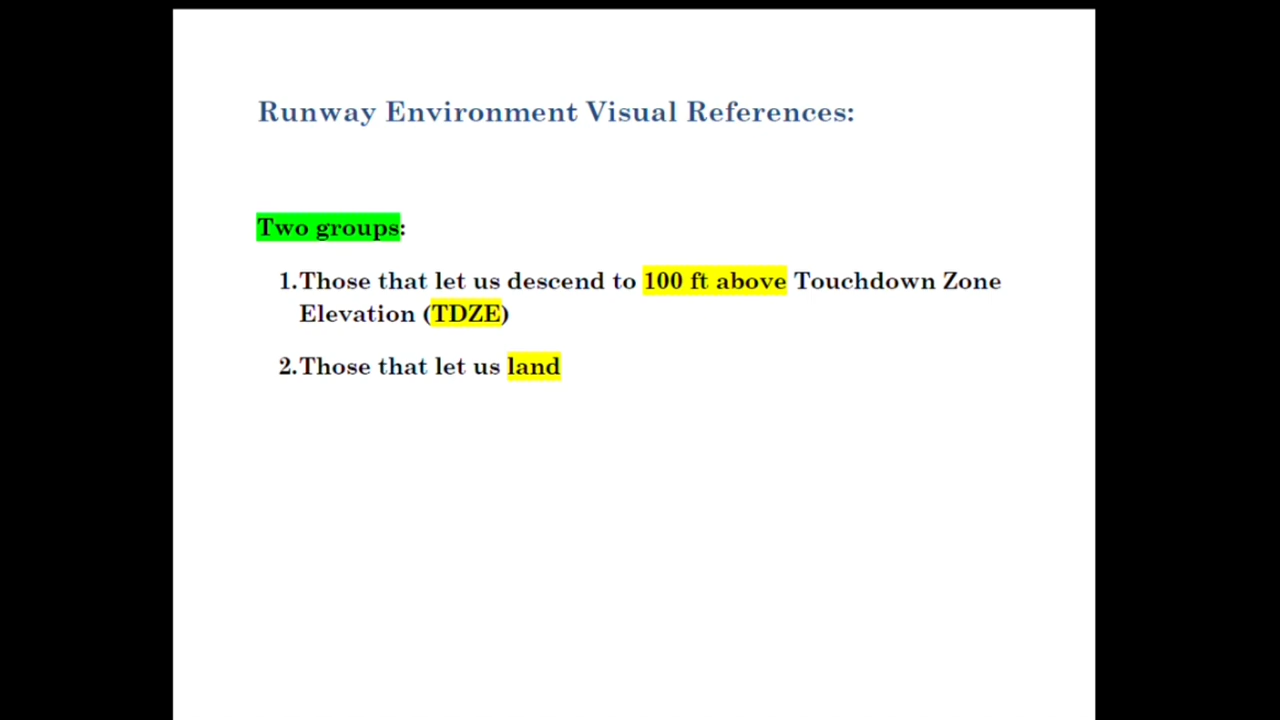 Runway Environment Visual References:
Two groups:
1.Those that let us descend to 100 ft above Touchdown Zone
Elevation (TDZE)
2.Those that let us land